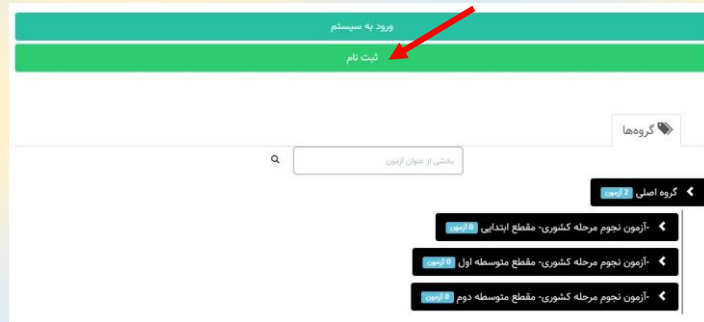 ورود به سیستم
ثبت نام
گروه‌ها
بخشی از عنوان آزمون
گروه اصلی 2 آزمون
-آزمون نجوم مرحله کشوری- مقطع ابتدایی 0 آزمون
-آزمون نجوم مرحله کشوری- مقطع متوسطه اول 0 آزمون
-آزمون نجوم مرحله کشوری- مقطع متوسطه دوم 0 آزمون